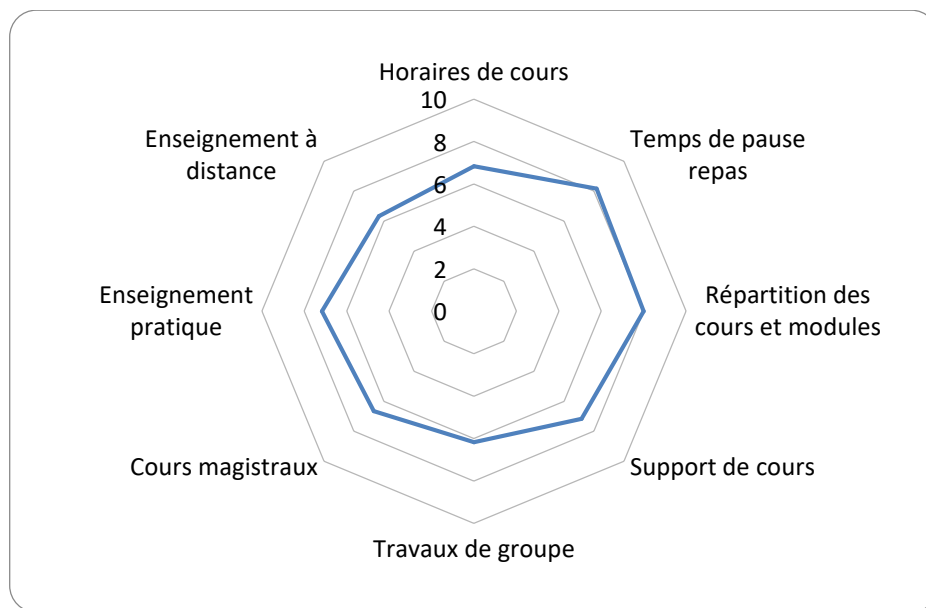 Horaires de cours
10
8
6
4
2
0
Temps de pause
repas
Répartition des
cours et modules
Support de cours
Travaux de groupe
Cours magistraux
Enseignement
pratique
Enseignement à
distance